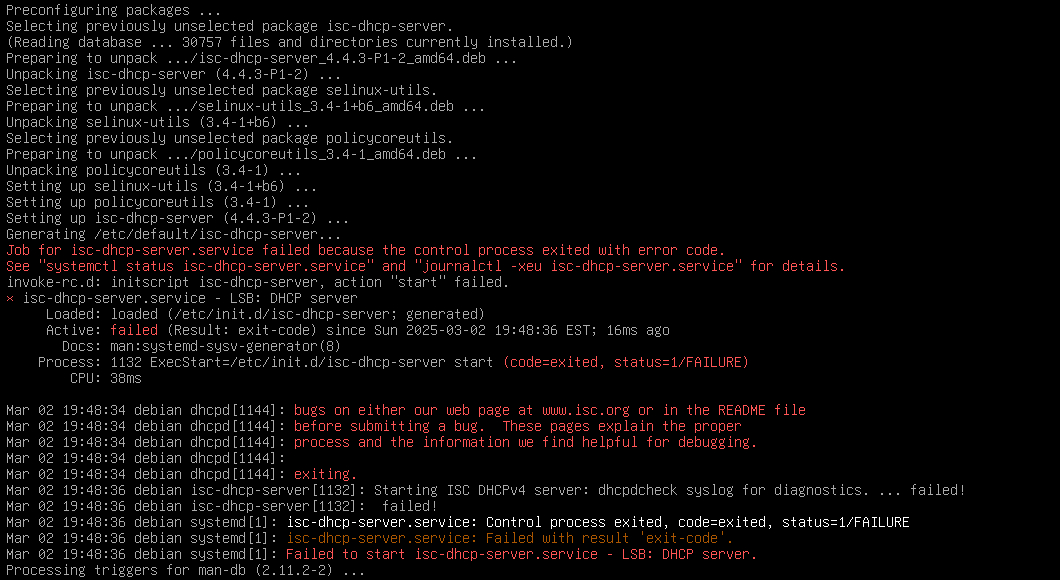 Preconfiguring packages ...
Selecting previously unselected package isc-dhcp-server.
(Reading database ... 30757 files and directories currently installed.)
Preparing to unpack .../isc-dhcp-server_4.4.3-P1-2_amd64.deb ...
Unpacking isc-dhcp-server (4.4.3-P1-2) ...
Selecting previously unselected package selinux-utils.
Preparing to unpack .../selinux-utils_3.4-1+b6_amd64.deb ...
Unpacking selinux-utils (3.4-1+b6) ...
Selecting previously unselected package policycoreutils.
Preparing to unpack .../policycoreutils_3.4-1_amd64.deb ...
Unpacking policycoreutils (3.4-1) ...
Setting up selinux-utils (3.4-1+b6) ...
Setting up policycoreutils (3.4-1) ...
Setting up isc-dhcp-server (4.4.3-P1-2) ...
Generating /etc/default/isc-dhcp-server...
Job for isc-dhcp-server.service failed because the control process exited with error code.
See "systemctl status isc-dhcp-server.service" and "journalctl -xeu isc-dhcp-server.service" for details.
invoke-rc.d: initscript isc-dhcp-server, action "start" failed.
× isc-dhcp-server.service - LSB: DHCP server
     Loaded: loaded (/etc/init.d/isc-dhcp-server; generated)
     Active: failed (Result: exit-code) since Sun 2025-03-02 19:48:36 EST; 16ms ago
       Docs: man:systemd-sysv-generator(8)
    Process: 1132 ExecStart=/etc/init.d/isc-dhcp-server start (code=exited, status=1/FAILURE)
        CPU: 38ms
Mar 02 19:48:34 debian dhcpd[1144]: bugs on either our web page at www.isc.org or in the README file
Mar 02 19:48:34 debian dhcpd[1144]: before submitting a bug.  These pages explain the proper
Mar 02 19:48:34 debian dhcpd[1144]: process and the information we find helpful for debugging.
Mar 02 19:48:34 debian dhcpd[1144]:
Mar 02 19:48:34 debian dhcpd[1144]: exiting.
Mar 02 19:48:36 debian isc-dhcp-server[1132]: Starting ISC DHCPv4 server: dhcpdcheck syslog for diagnostics. ... failed!
Mar 02 19:48:36 debian isc-dhcp-server[1132]:  failed!
Mar 02 19:48:36 debian systemd[1]: isc-dhcp-server.service: Control process exited, code=exited, status=1/FAILURE
Mar 02 19:48:36 debian systemd[1]: isc-dhcp-server.service: Failed with result 'exit-code'.
Mar 02 19:48:36 debian systemd[1]: Failed to start isc-dhcp-server.service - LSB: DHCP server.
Processing triggers for man-db (2.11.2-2) ...